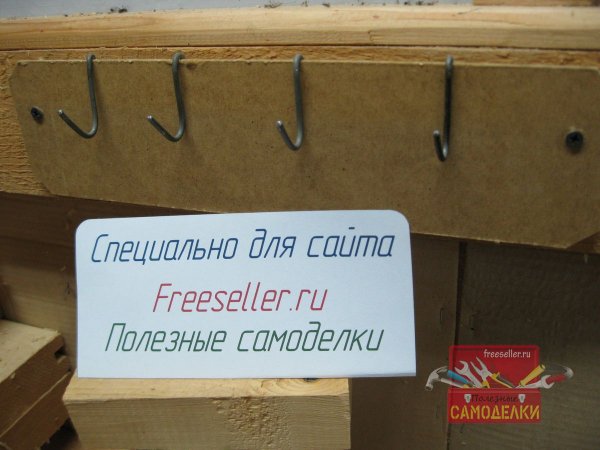 Специально для сайта
Freeseller.ru
Полезные самоделки
freeseller.ru
Полезные
САМОДЕЛКИ